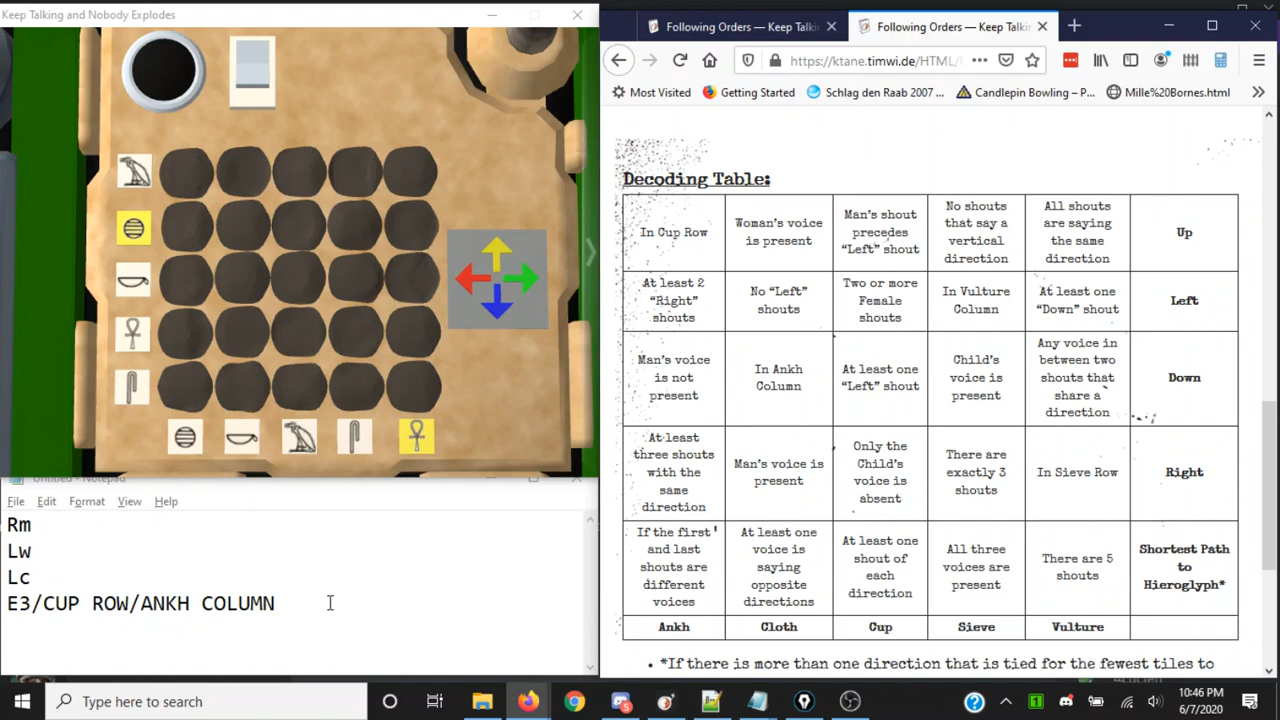 Keep Talking and Nobody Explodes
Following Orders — Keep Talkin
Following Orders — Keep Talkin
https://ktane.timwi.de/HTML/
Most Visited
Getting Started
Schlag den Raab 2007 ...
Candlepin Bowling – P...
Mille%20Bornes.html
Decoding Table:
In Cup Row
Woman's voice
is present
Man's shout
precedes
"Left" shout
No shouts
that say a
vertical
direction
All shouts
are saying
the same
direction
Up
At least 2
"Right"
shouts
No "Left"
shouts
Two or more
Female
shouts
In Vulture
Column
At least one
"Down" shout
Left
Man's voice
is not
present
In Ankh
Column
At least one
"Left" shout
Child's
voice is
present
Any voice in
between two
shouts that
share a
direction
Down
At least
three shouts
with the
same
direction
Man's voice is
present
Only the
Child's
voice is
absent
There are
exactly 3
shouts
In Sieve Row
Right
If the first
and last
shouts are
different
voices
At least one
voice is
saying
opposite
directions
At least one
shout of
each
direction
All three
voices are
present
There are 5
shouts
Shortest Path
to
Hieroglyph*
Ankh
Cloth
Cup
Sieve
Vulture
• *If there is more than one direction that is tied for the fewest tiles to
Untitled - Notepad
File Edit Format View Help
Rm
Lw
Lc
E3/CUP ROW/ANKH COLUMN
Type here to search
1
10:46 PM
6/7/2020